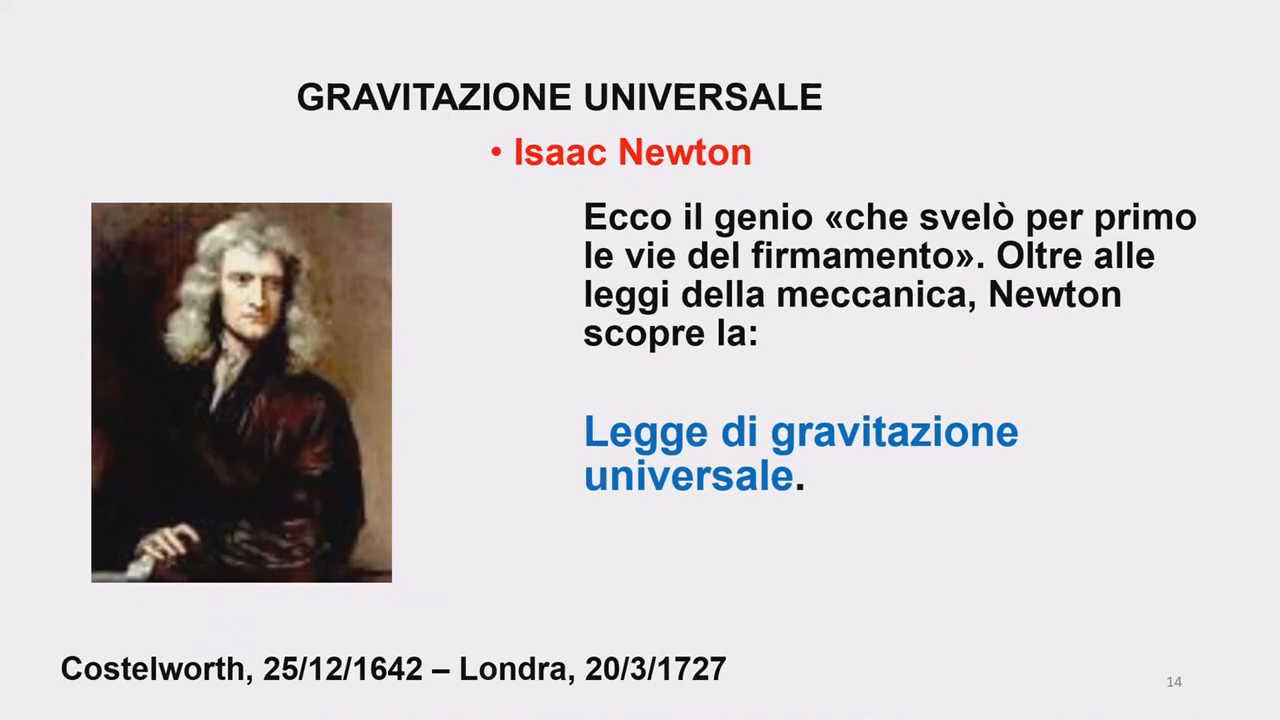 GRAVITAZIONE UNIVERSALE
• Isaac Newton
Ecco il genio «che svelò per primo
le vie del firmamento». Oltre alle
leggi della meccanica, Newton
scopre la:
Legge di gravitazione
universale.
Costelworth, 25/12/1642 – Londra, 20/3/1727
14